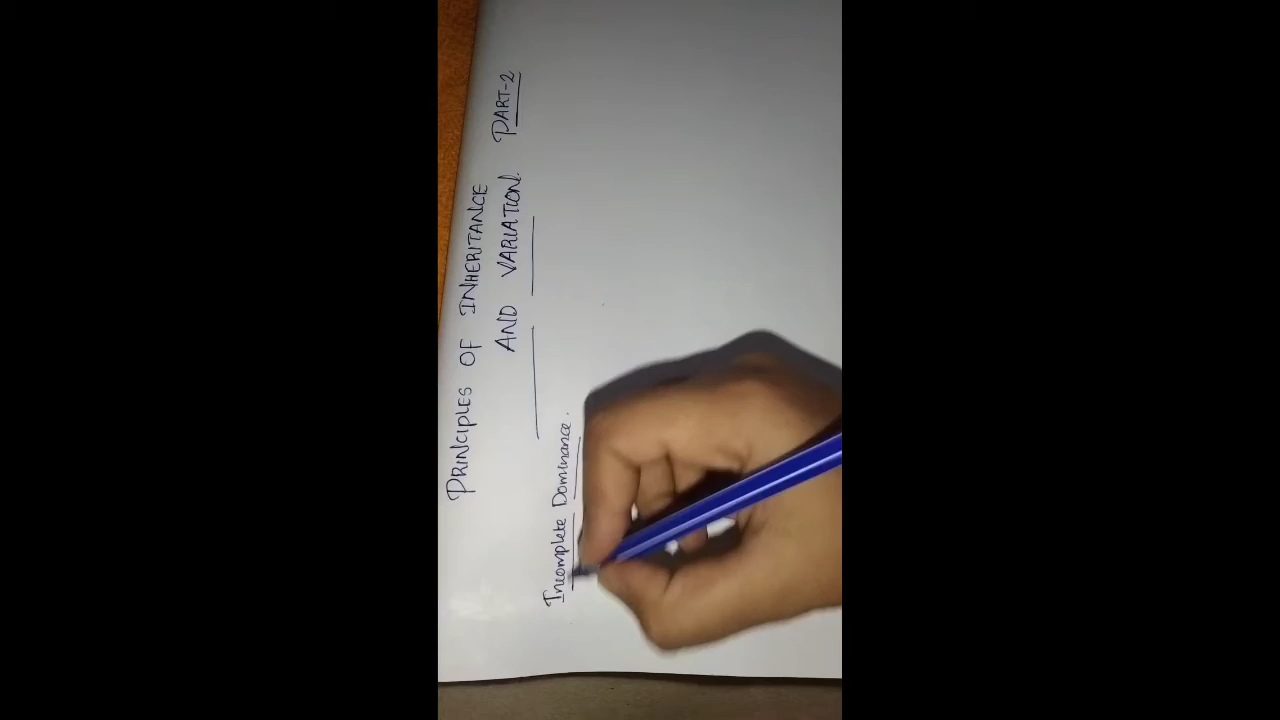 PRINCIPLES OF INHERITANCE
AND VARIATION. PART-2
Incomplete Dominance.